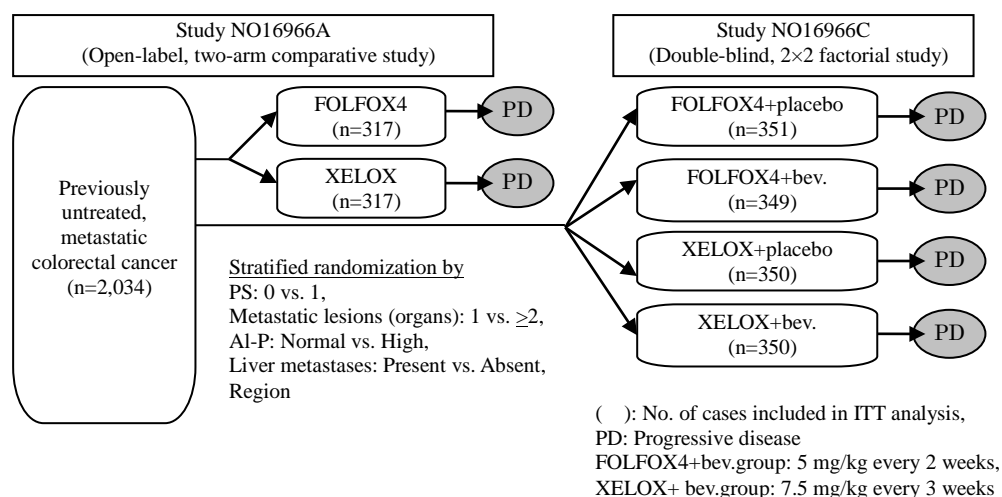 Study NO16966A
(Open-label, two-arm comparative study)
Study NO16966C
(Double-blind, 2×2 factorial study)
Previously
untreated,
metastatic
colorectal cancer
(n=2,034)
FOLFOX4
(n=317)
PD
XELOX
(n=317)
PD
Stratified randomization by
PS: 0 vs. 1,
Metastatic lesions (organs): 1 vs. ≥2,
Al-P: Normal vs. High,
Liver metastases: Present vs. Absent,
Region
FOLFOX4+placebo
(n=351)
PD
FOLFOX4+bev.
(n=349)
PD
XELOX+placebo
(n=350)
PD
XELOX+bev.
(n=350)
PD
( ): No. of cases included in ITT analysis,
PD: Progressive disease
FOLFOX4+bev.group: 5 mg/kg every 2 weeks,
XELOX+ bev.group: 7.5 mg/kg every 3 weeks